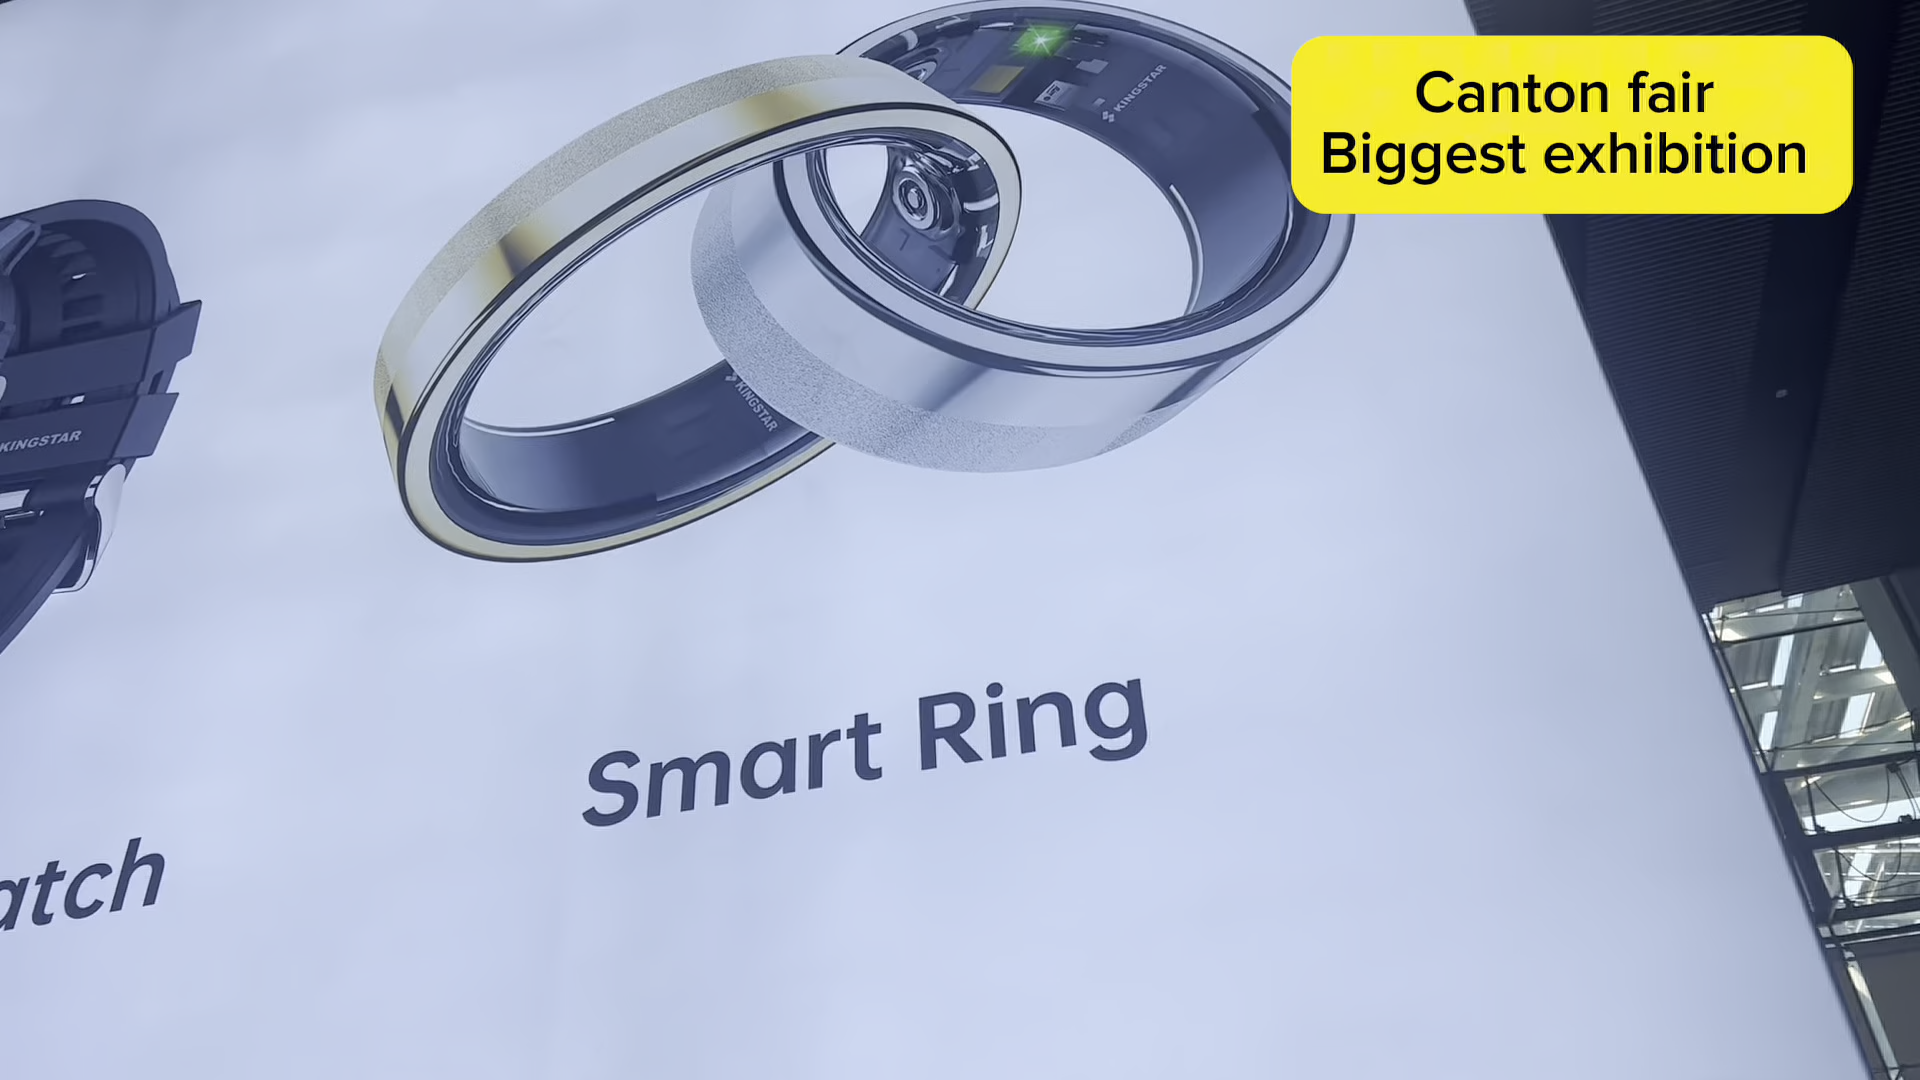 Canton fair
Biggest exhibition
KINGSTAR
KINGSTAR
KINGSTAR
Smart Ring
atch